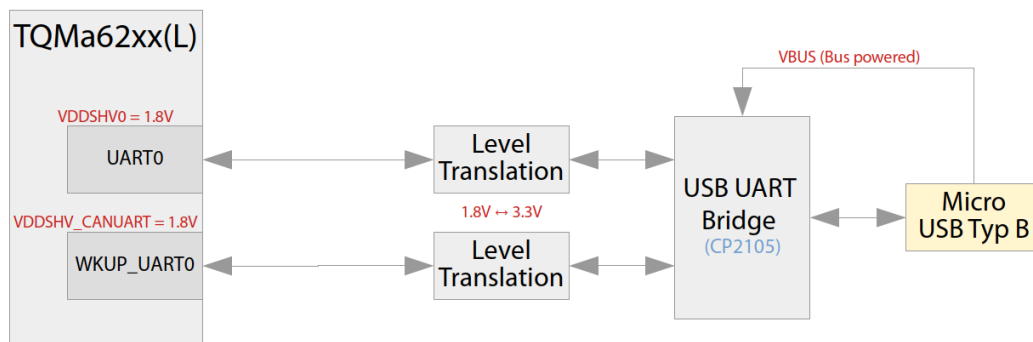 TQMa62xx(L)
VBUS (Bus powered)
VDDSHV0 = 1.8V
UART0
Level
Translation
USB UART
Bridge
(CP2105)
Micro
USB Typ B
VDDSHV_CANUART = 1.8V
1.8V ↔ 3.3V
WKUP_UART0
Level
Translation